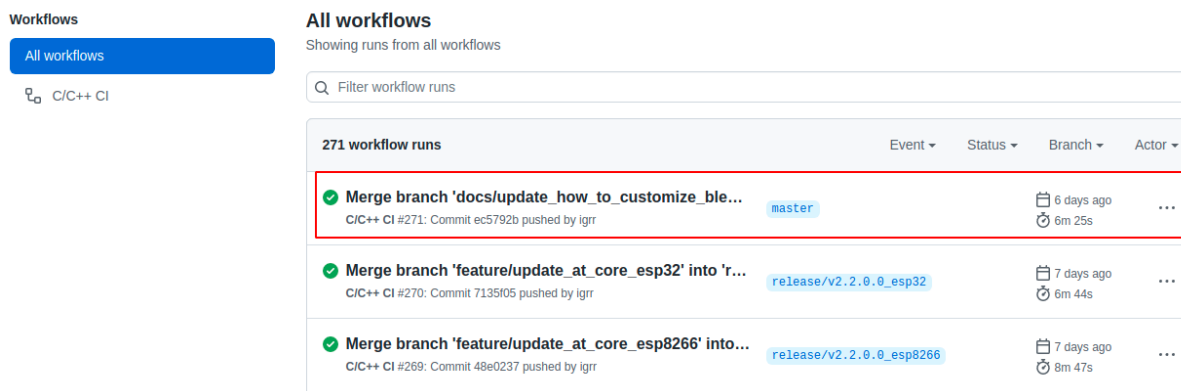 Workflows
All workflows
C/C++ CI
All workflows
Showing runs from all workflows
Filter workflow runs
271 workflow runs Event Status Branch Actor
Merge branch 'docs/update_how_to_customize_ble... master 6 days ago
C/C++ CI #271: Commit ec5792b pushed by igrr 6m 25s
Merge branch 'feature/update_at_core_esp32' into 'r... release/v2.2.0.0_esp32 7 days ago
C/C++ CI #270: Commit 7135f05 pushed by igrr 6m 44s
Merge branch 'feature/update_at_core_esp8266' into... release/v2.2.0.0_esp8266 7 days ago
C/C++ CI #269: Commit 48e0237 pushed by igrr 8m 47s